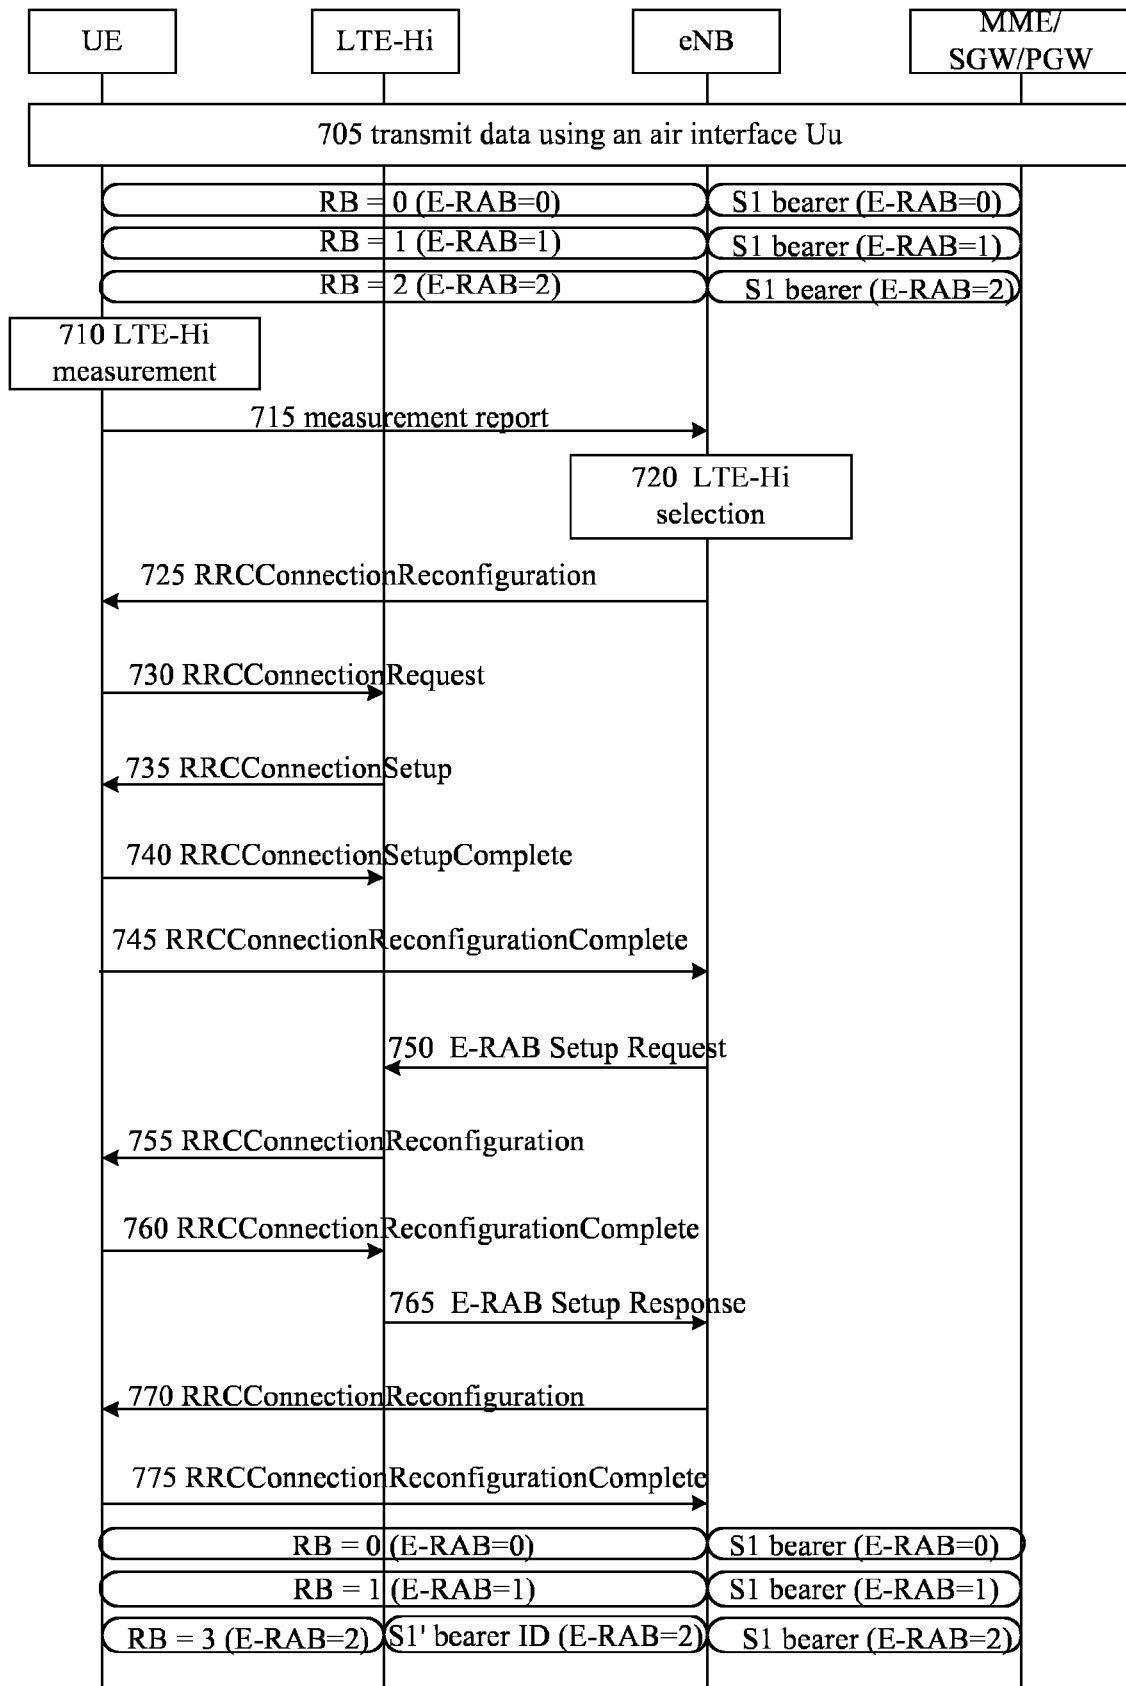 UE
LTE-Hi
eNB
MME/
SGW/PGW
705 transmit data using an air interface Uu
RB = 0 (E-RAB=0)
S1 bearer (E-RAB=0)
RB = 1 (E-RAB=1)
S1 bearer (E-RAB=1)
RB = 2 (E-RAB=2)
S1 bearer (E-RAB=2)
710 LTE-Hi
measurement
715 measurement report
720 LTE-Hi
selection
725 RRCConnectionReconfiguration
730 RRCConnectionRequest
735 RRCConnectionSetup
740 RRCConnectionSetupComplete
745 RRCConnectionReconfigurationComplete
750 E-RAB Setup Request
755 RRCConnectionReconfiguration
760 RRCConnectionReconfigurationComplete
765 E-RAB Setup Response
770 RRCConnectionReconfiguration
775 RRCConnectionReconfigurationComplete
RB = 0 (E-RAB=0)
S1 bearer (E-RAB=0)
RB = 1 (E-RAB=1)
S1 bearer (E-RAB=1)
RB = 3 (E-RAB=2)
S1' bearer ID (E-RAB=2)
S1 bearer (E-RAB=2)